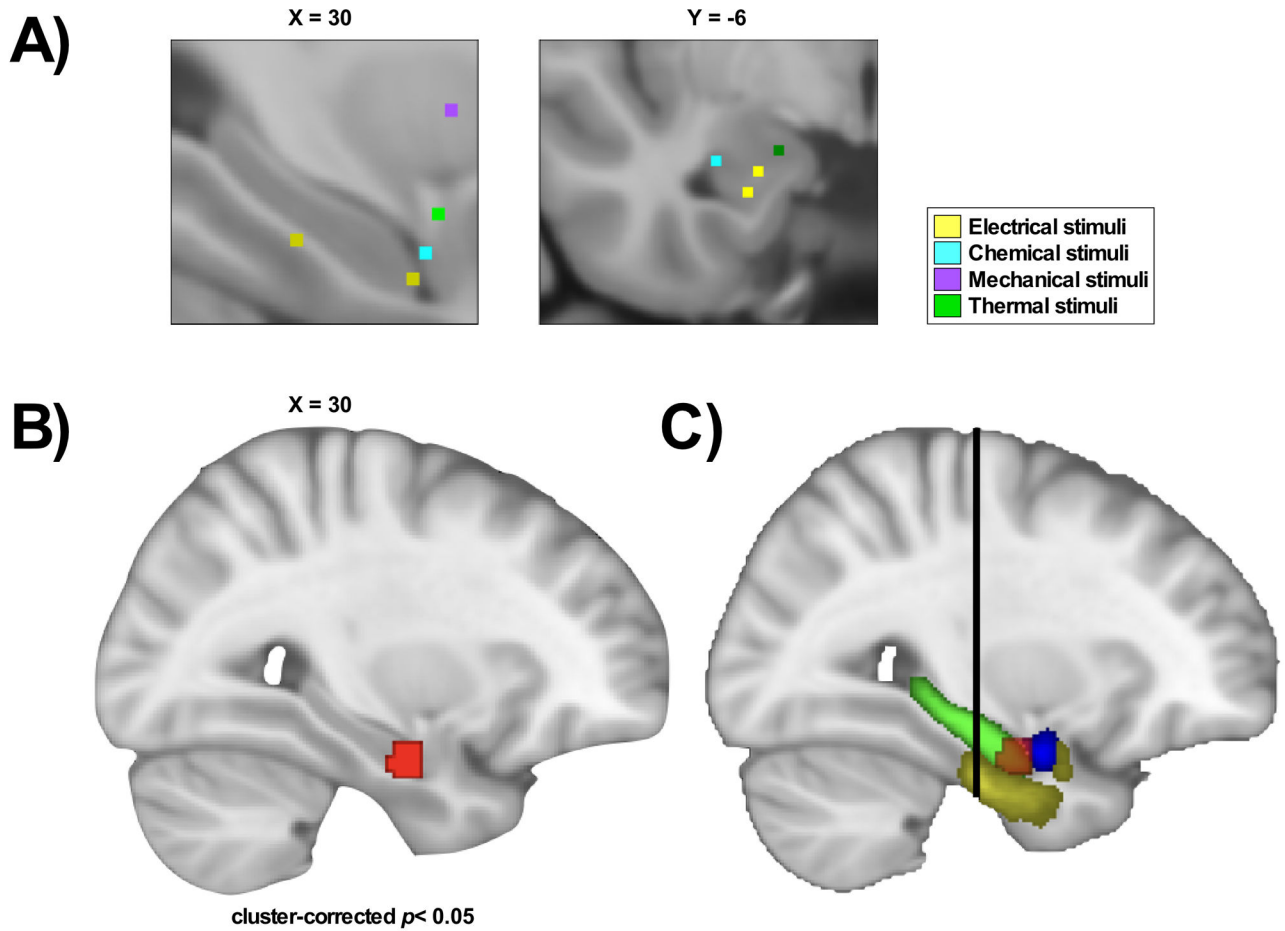 A)
X = 30
Y = -6
Electrical stimuli
Chemical stimuli
Mechanical stimuli
Thermal stimuli
B)
X = 30
C)
cluster-corrected p< 0.05